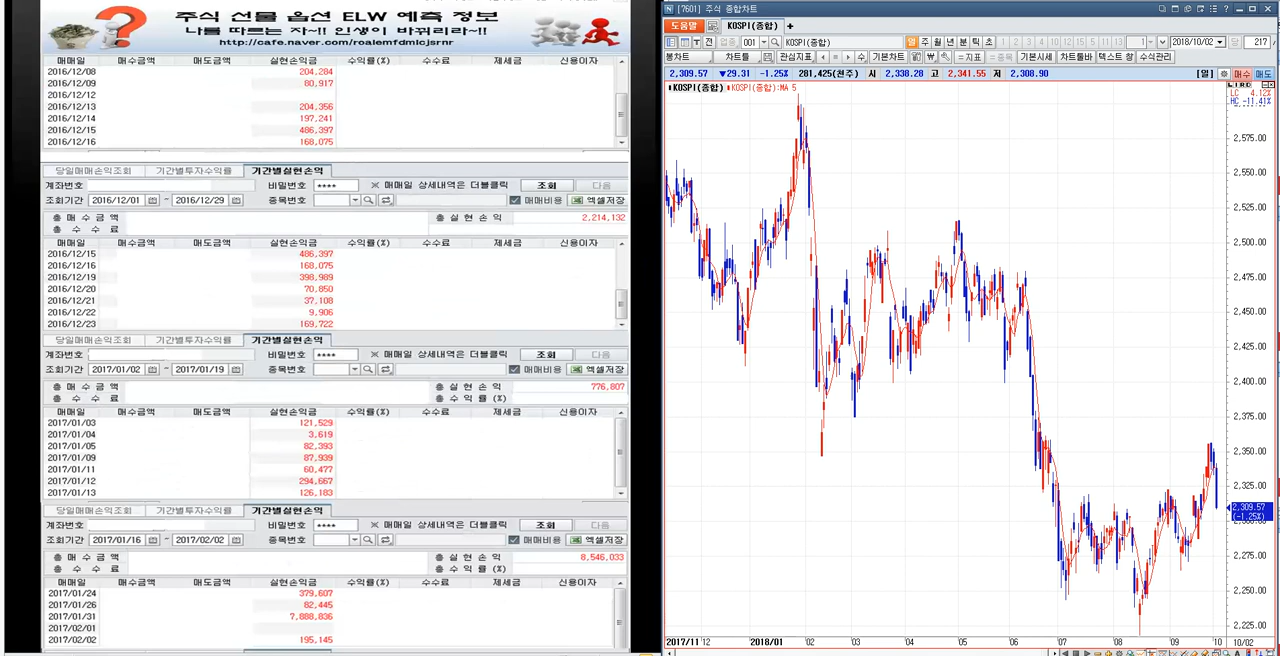 주식 선물 옵션 ELW 예측 정보
나를 따르는 자~!! 인생이 바뀌리라~!!
http://cafe.naver.com/roalemfdmlcjsrnr
매매일 매수금액 매도금액 실현손익금 수익률(%) 수수료 제세금 신용이자
2016/12/08 204,284
2016/12/09 80,917
2016/12/12
2016/12/13 204,356
2016/12/14 197,241
2016/12/15 486,397
2016/12/16 168,075
당일매매손익조회 기간별투자수익률 기간별실현손익
계좌번호 비밀번호 **** ※ 매매일 상세내역은 더블클릭 조회 다음
조회기간 2016/12/01 ~ 2016/12/29 종목번호 매매비용 엑셀저장
총 매 수 금 액 총 실 현 손 익 2,214,132
총 수 수 료
매매일 매수금액 매도금액 실현손익금 수익률(%) 수수료 제세금 신용이자
2016/12/15 486,397
2016/12/16 168,075
2016/12/19 398,989
2016/12/20 70,850
2016/12/21 37,108
2016/12/22 9,906
2016/12/23 169,722
당일매매손익조회 기간별투자수익률 기간별실현손익
계좌번호 비밀번호 **** ※ 매매일 상세내역은 더블클릭 조회 다음
조회기간 2017/01/02 ~ 2017/01/19 종목번호 매매비용 엑셀저장
총 매 수 금 액 총 실 현 손 익 776,807
총 수 수 료 총 수 익 률 (%)
매매일 매수금액 매도금액 실현손익금 수익률(%) 수수료 제세금 신용이자
2017/01/03 121,529
2017/01/04 3,619
2017/01/05 82,393
2017/01/09 87,939
2017/01/11 60,477
2017/01/12 294,667
2017/01/13 126,183
당일매매손익조회 기간별투자수익률 기간별실현손익
계좌번호 비밀번호 **** ※ 매매일 상세내역은 더블클릭 조회 다음
조회기간 2017/01/16 ~ 2017/02/02 종목번호 매매비용 엑셀저장
총 매 수 금 액 총 실 현 손 익 8,546,033
총 수 수 료 총 수 익 률 (%)
매매일 매수금액 매도금액 실현손익금 수익률(%) 수수료 제세금 신용이자
2017/01/24 379,607
2017/01/26 82,445
2017/01/31 7,888,836
2017/02/01
2017/02/02 195,145
[7601] 주식 종합차트
도움말 KOSPI(종합) +
전 업종 001 KOSPI(종합) 일 주 월 년 분 틱 초 1 2 3 4 10 12 15 5 11 13 1 2018/10/02 당 217
봉차트 차트툴 관심지표 수 기본차트 ₩ =지표 =종목 기본시세 차트툴바 텍스트 창 수식관리
2,309.57 ▼29.31 -1.25% 281,425(천주) 시 2,338.28 고 2,341.55 저 2,308.90 [일] 매수 매도
KOSPI(종합) KOSPI(종합):MA 5
LC 4.12%
HC -11.41%
2,575.00
2,550.00
2,525.00
2,500.00
2,475.00
2,450.00
2,425.00
2,400.00
2,375.00
2,350.00
2,325.00
2,309.57
(-1.25%)
2,275.00
2,250.00
2,225.00
2017/11 12 2018/01 02 03 04 05 06 07 08 09 10 10/02